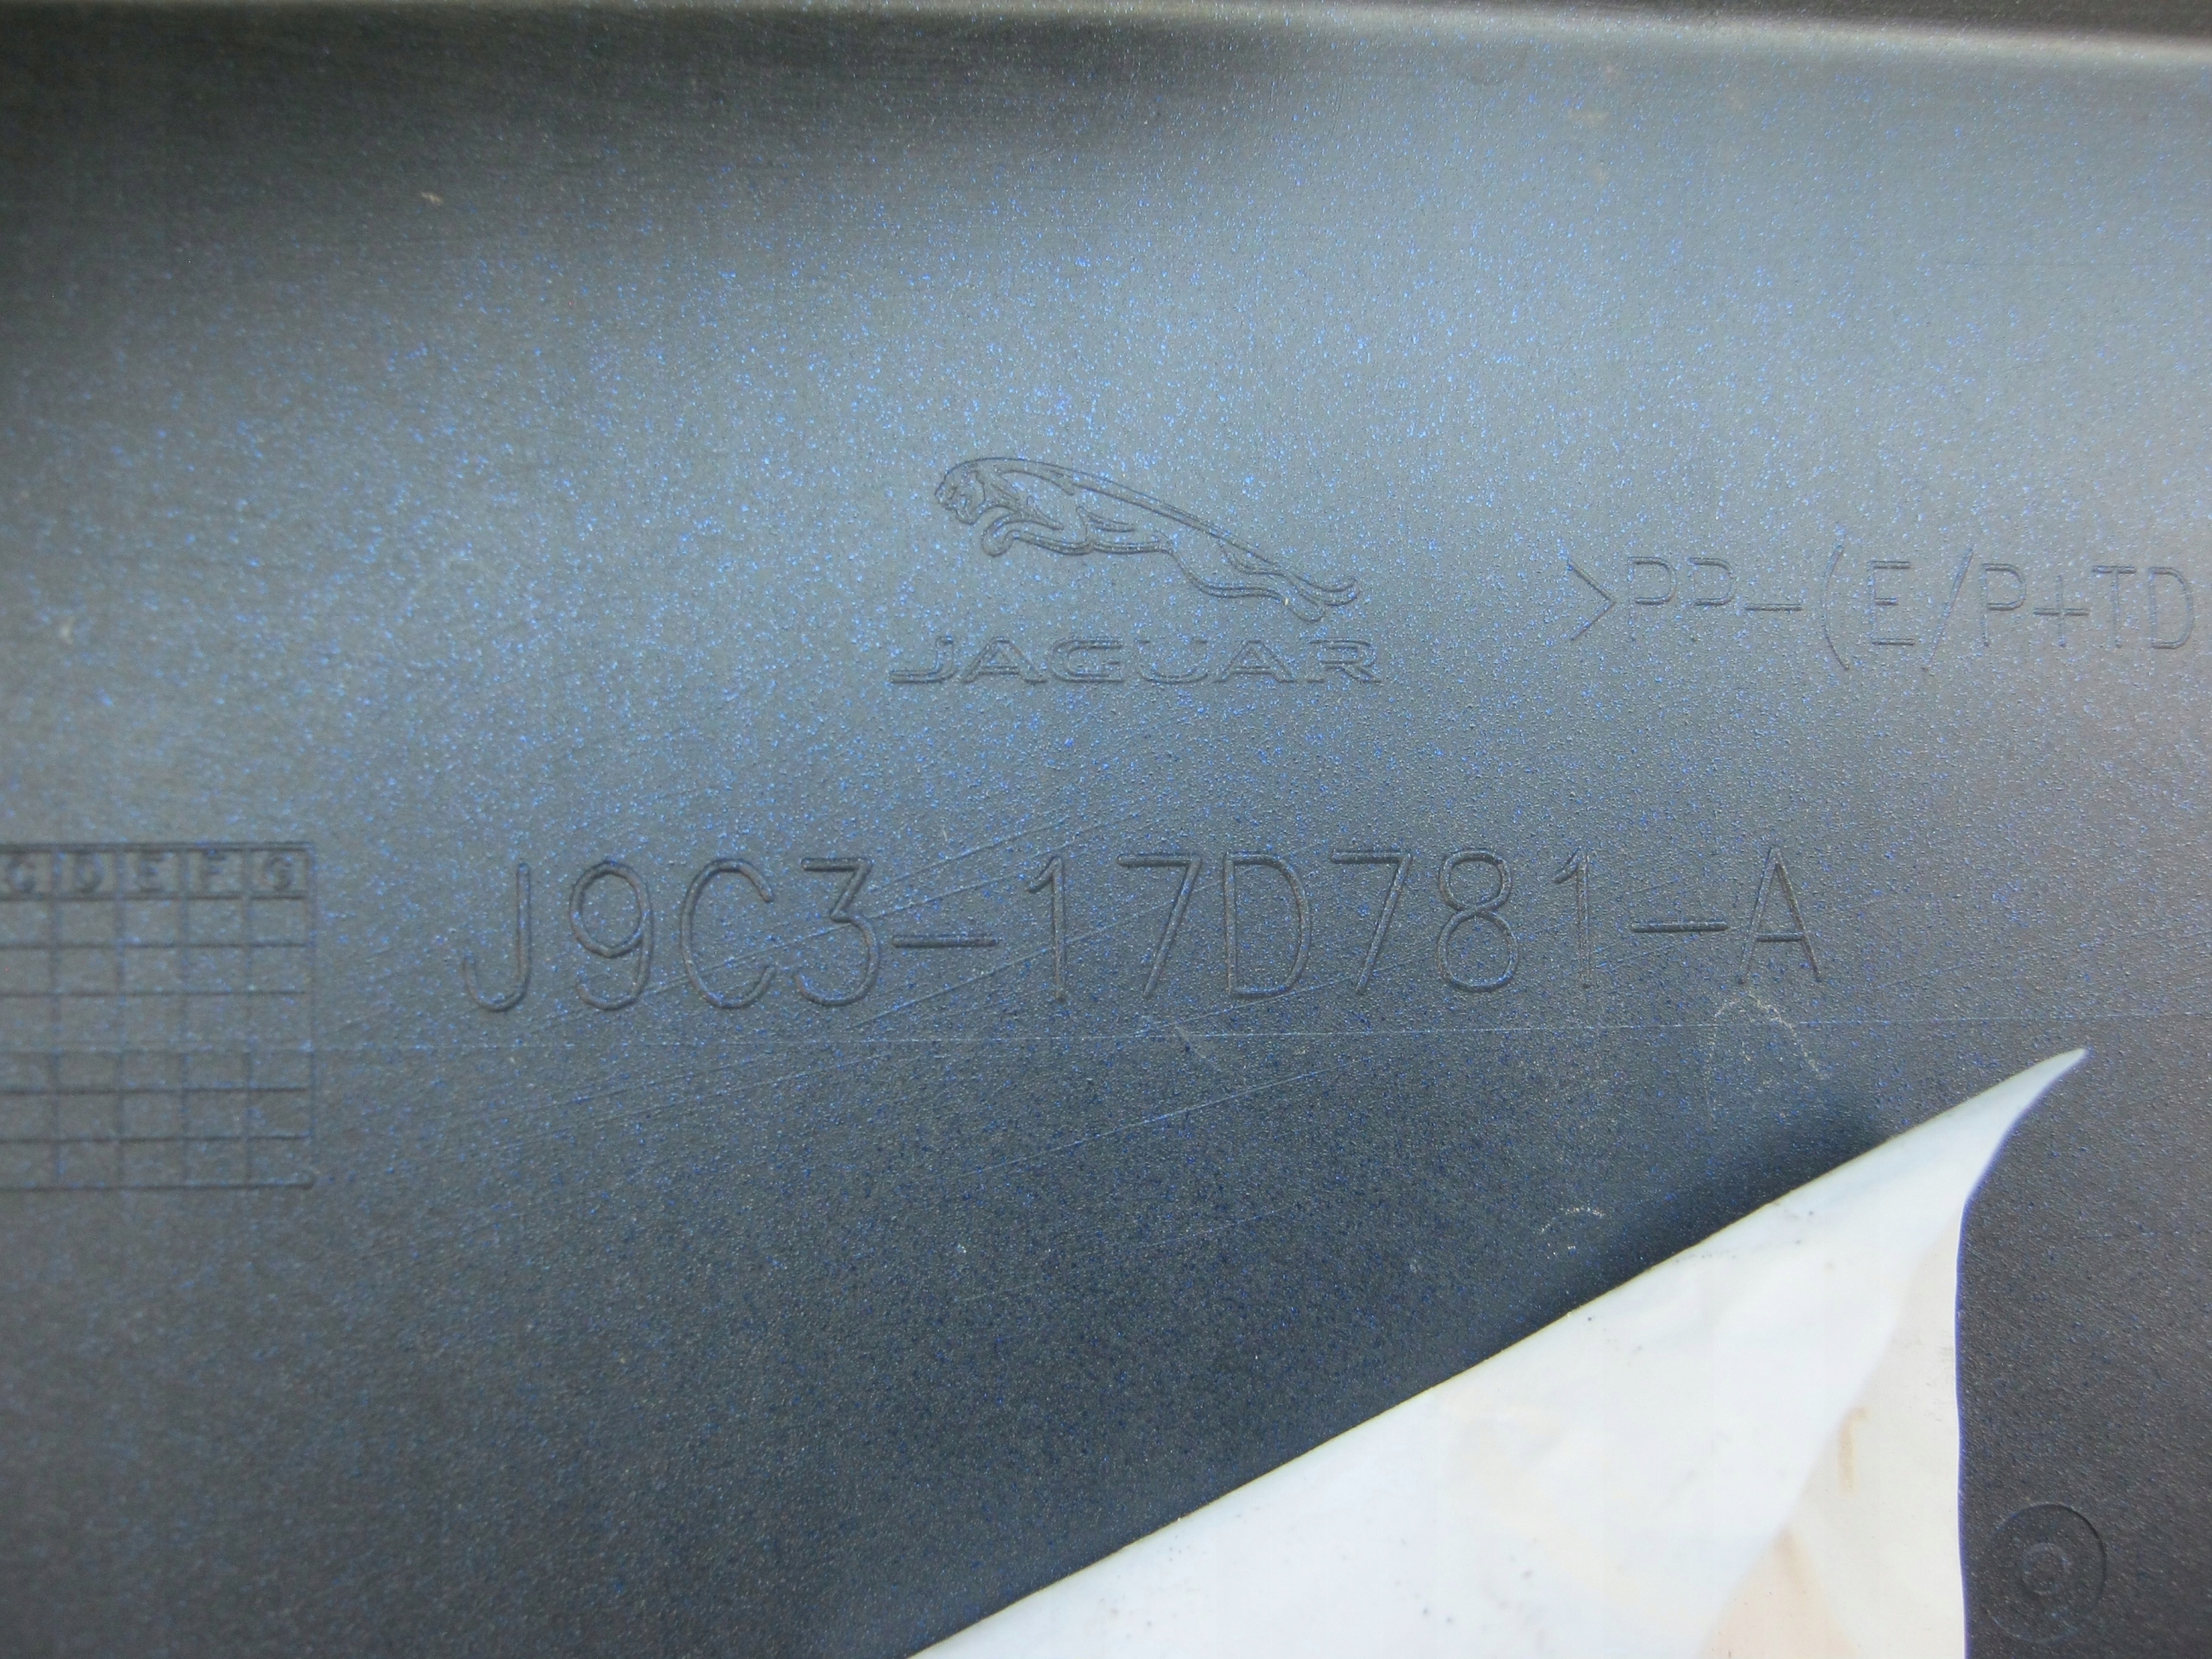 JAGUAR
>PP-(E/P+TD
C D E F G
J9C3-17D781-A